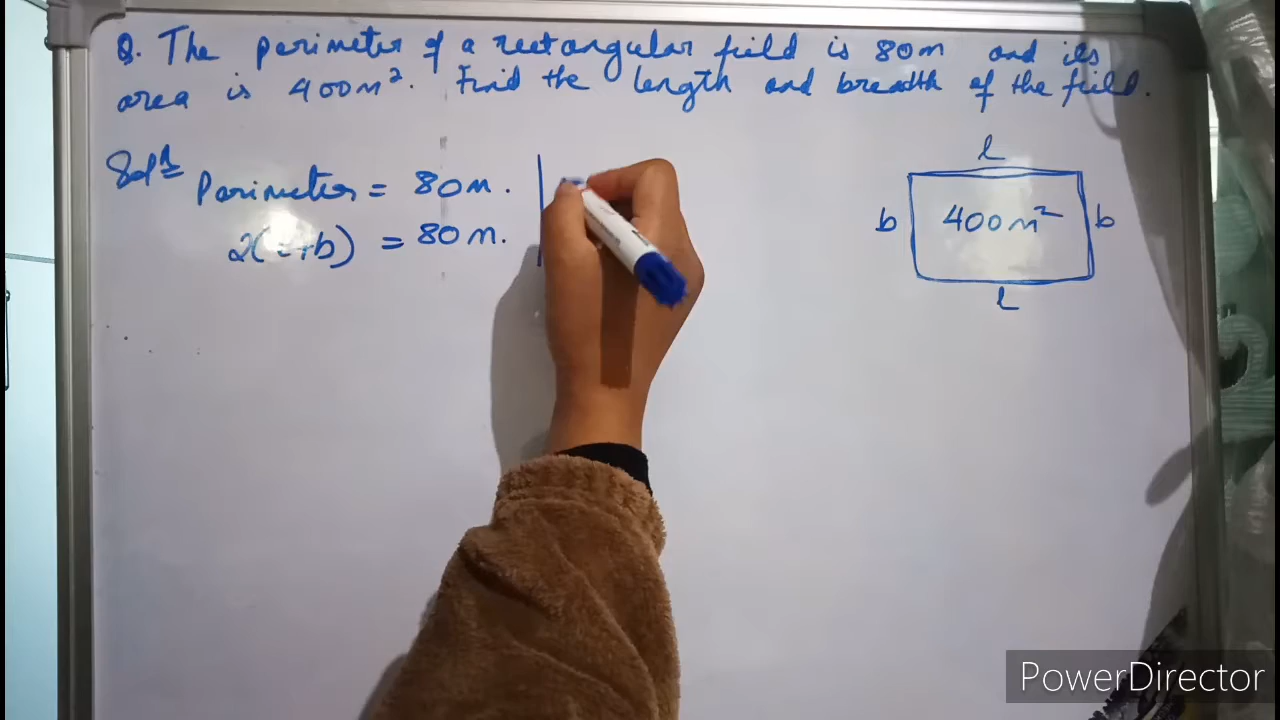 Q. The perimeter of a rectangular field is 80m and its
area is 400m². Find the length and breadth of the field.
Solⁿ Perimeter = 80m.
2(l+b) = 80m.
l
b 400m² b
l
PowerDirector